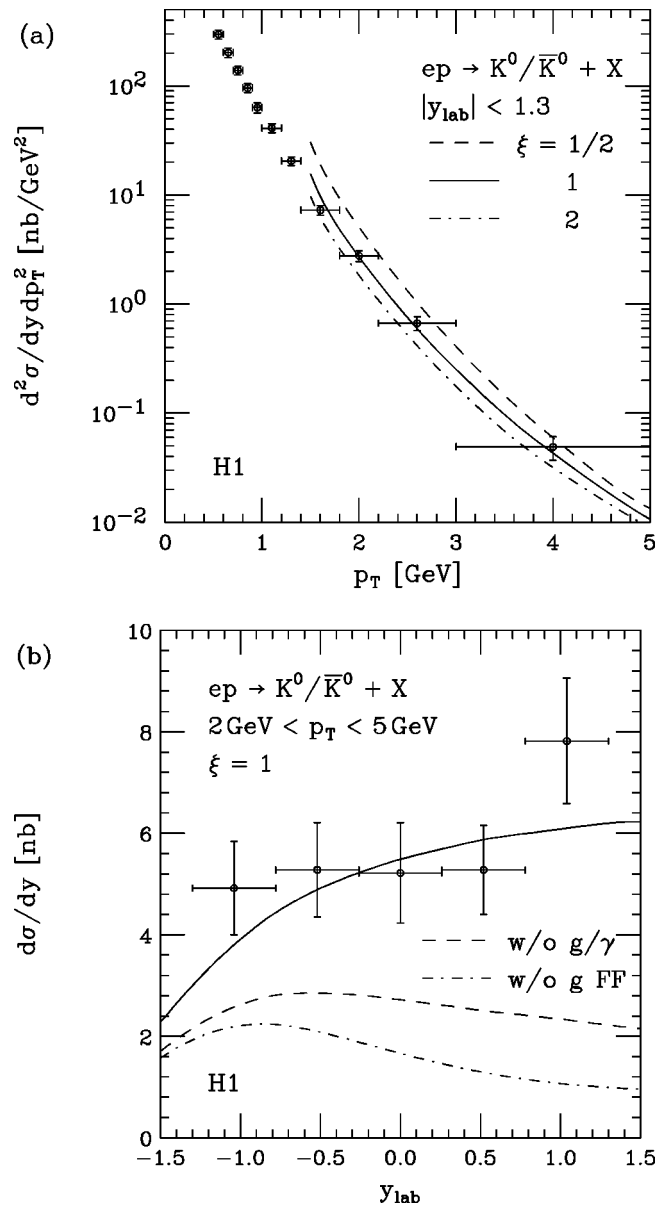 (a)
ep → K⁰/K̅⁰ + X
|y_lab| < 1.3
ξ = 1/2
1
2
H1
d²σ/dy dp_T² [nb/GeV²]
10²
10¹
10⁰
10⁻¹
10⁻²
0 1 2 3 4 5
p_T [GeV]
(b)
ep → K⁰/K̅⁰ + X
2 GeV < p_T < 5 GeV
ξ = 1
w/o g/γ
w/o g FF
H1
dσ/dy [nb]
10
8
6
4
2
0
−1.5 −1.0 −0.5 0.0 0.5 1.0 1.5
y_lab